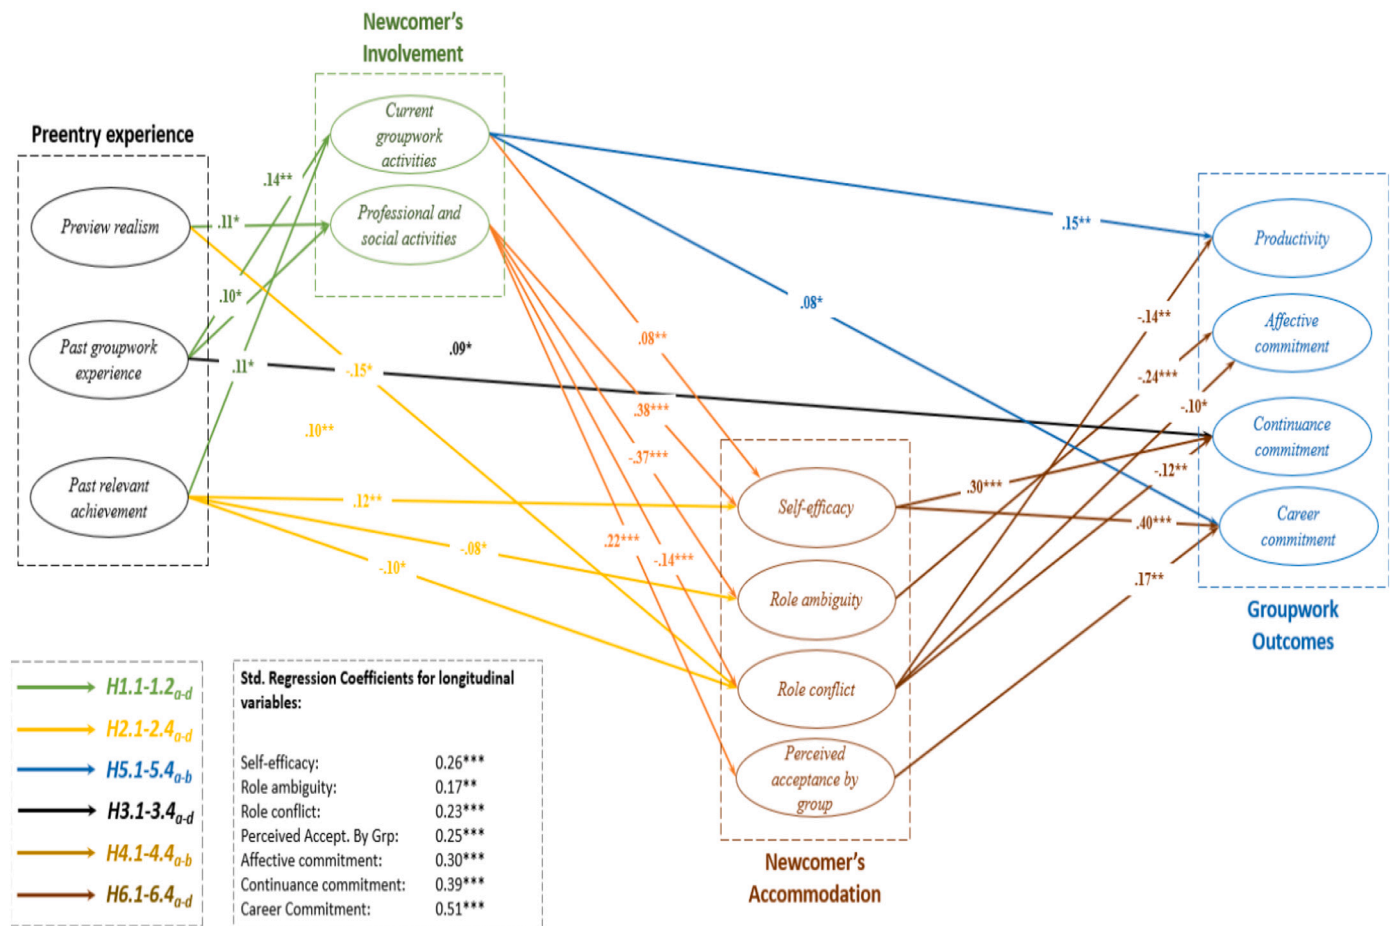 Newcomer's
Involvement
Preentry experience
Current
groupwork
activities
Professional and
social activities
Preview realism
Past groupwork
experience
Past relevant
achievement
.14**
.11*
.10*
.11*
-.15*
.09*
.10**
.12**
-.08*
-.10*
.08**
.38***
-.37***
.22***
-.14***
.15**
.08*
-.14**
-.24***
-.10*
-.12**
.30***
.40***
.17**
Productivity
Affective
commitment
Continuance
commitment
Career
commitment
Groupwork
Outcomes
Self-efficacy
Role ambiguity
Role conflict
Perceived
acceptance by
group
Newcomer's
Accommodation
H1.1-1.2a-d
H2.1-2.4a-d
H5.1-5.4a-b
H3.1-3.4a-d
H4.1-4.4a-b
H6.1-6.4a-d
Std. Regression Coefficients for longitudinal
variables:
Self-efficacy: 0.26***
Role ambiguity: 0.17**
Role conflict: 0.23***
Perceived Accept. By Grp: 0.25***
Affective commitment: 0.30***
Continuance commitment: 0.39***
Career Commitment: 0.51***